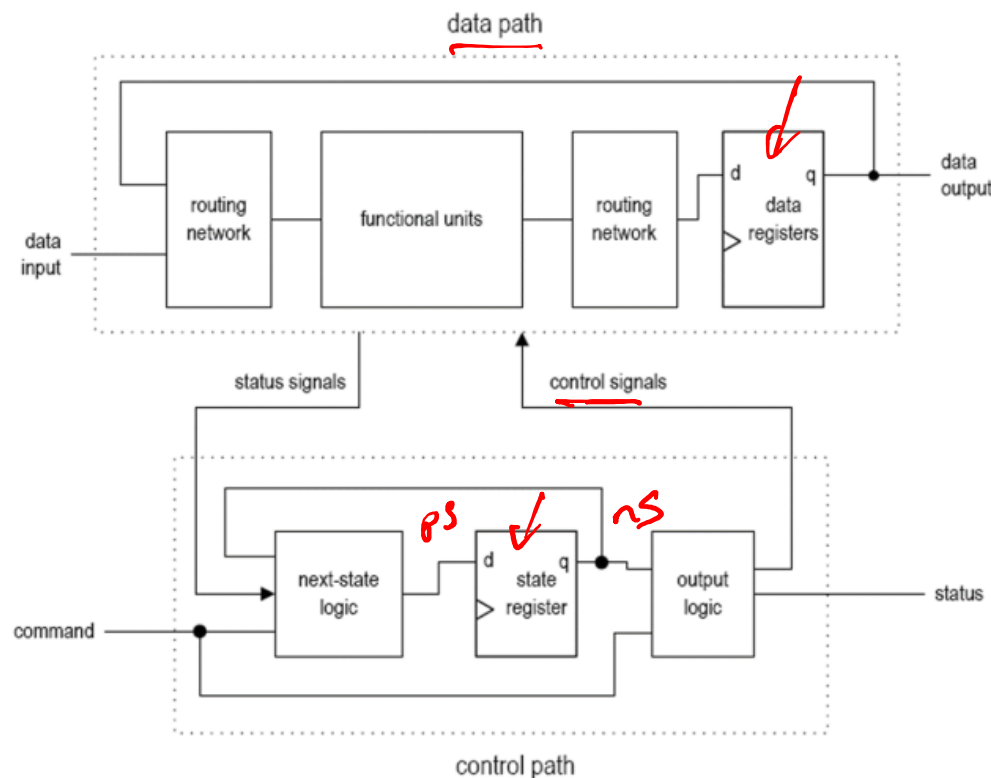 data path
d
q
data
output
routing
network
functional units
routing
network
data
registers
data
input
status signals
control signals
ps
ns
d
q
next-state
logic
state
register
output
logic
status
command
control path